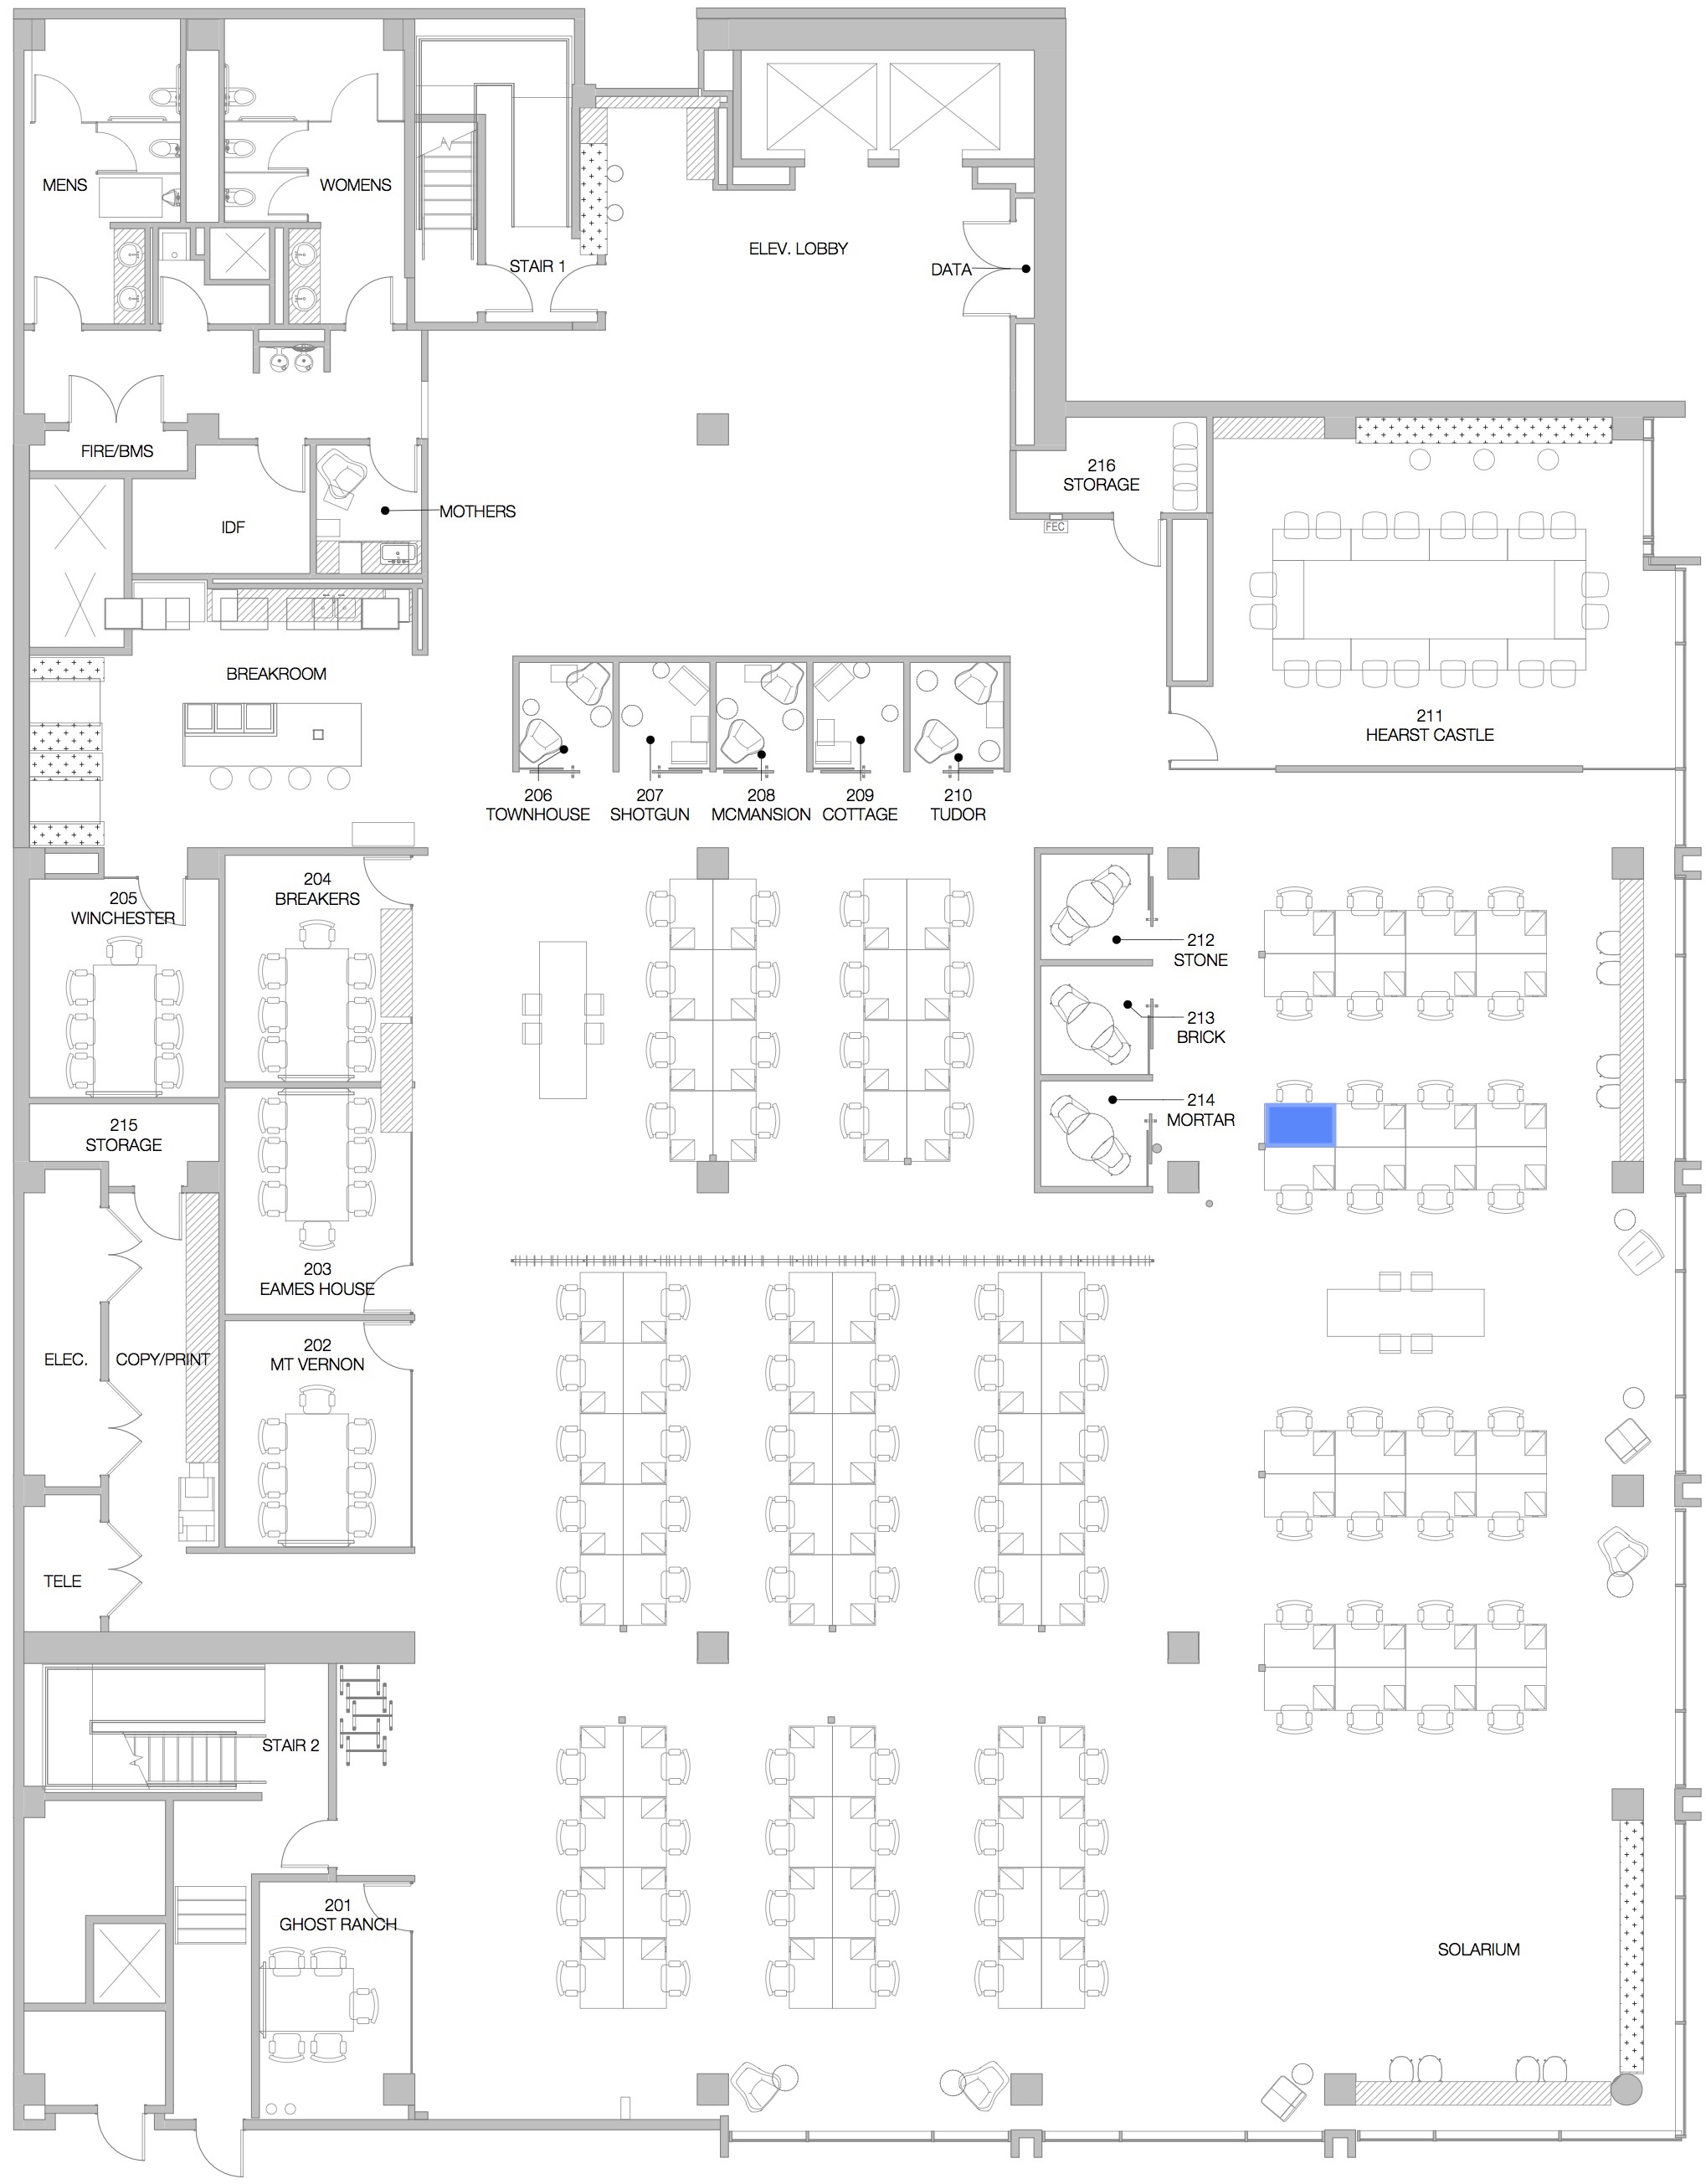 MENS
WOMENS
STAIR 1
ELEV. LOBBY
DATA
FIRE/BMS
IDF
MOTHERS
216
STORAGE
FEC
BREAKROOM
211
HEARST CASTLE
206
TOWNHOUSE
207
SHOTGUN
208
MCMANSION
209
COTTAGE
210
TUDOR
205
WINCHESTER
204
BREAKERS
212
STONE
213
BRICK
214
MORTAR
215
STORAGE
203
EAMES HOUSE
202
MT VERNON
ELEC.
COPY/PRINT
TELE
STAIR 2
201
GHOST RANCH
SOLARIUM